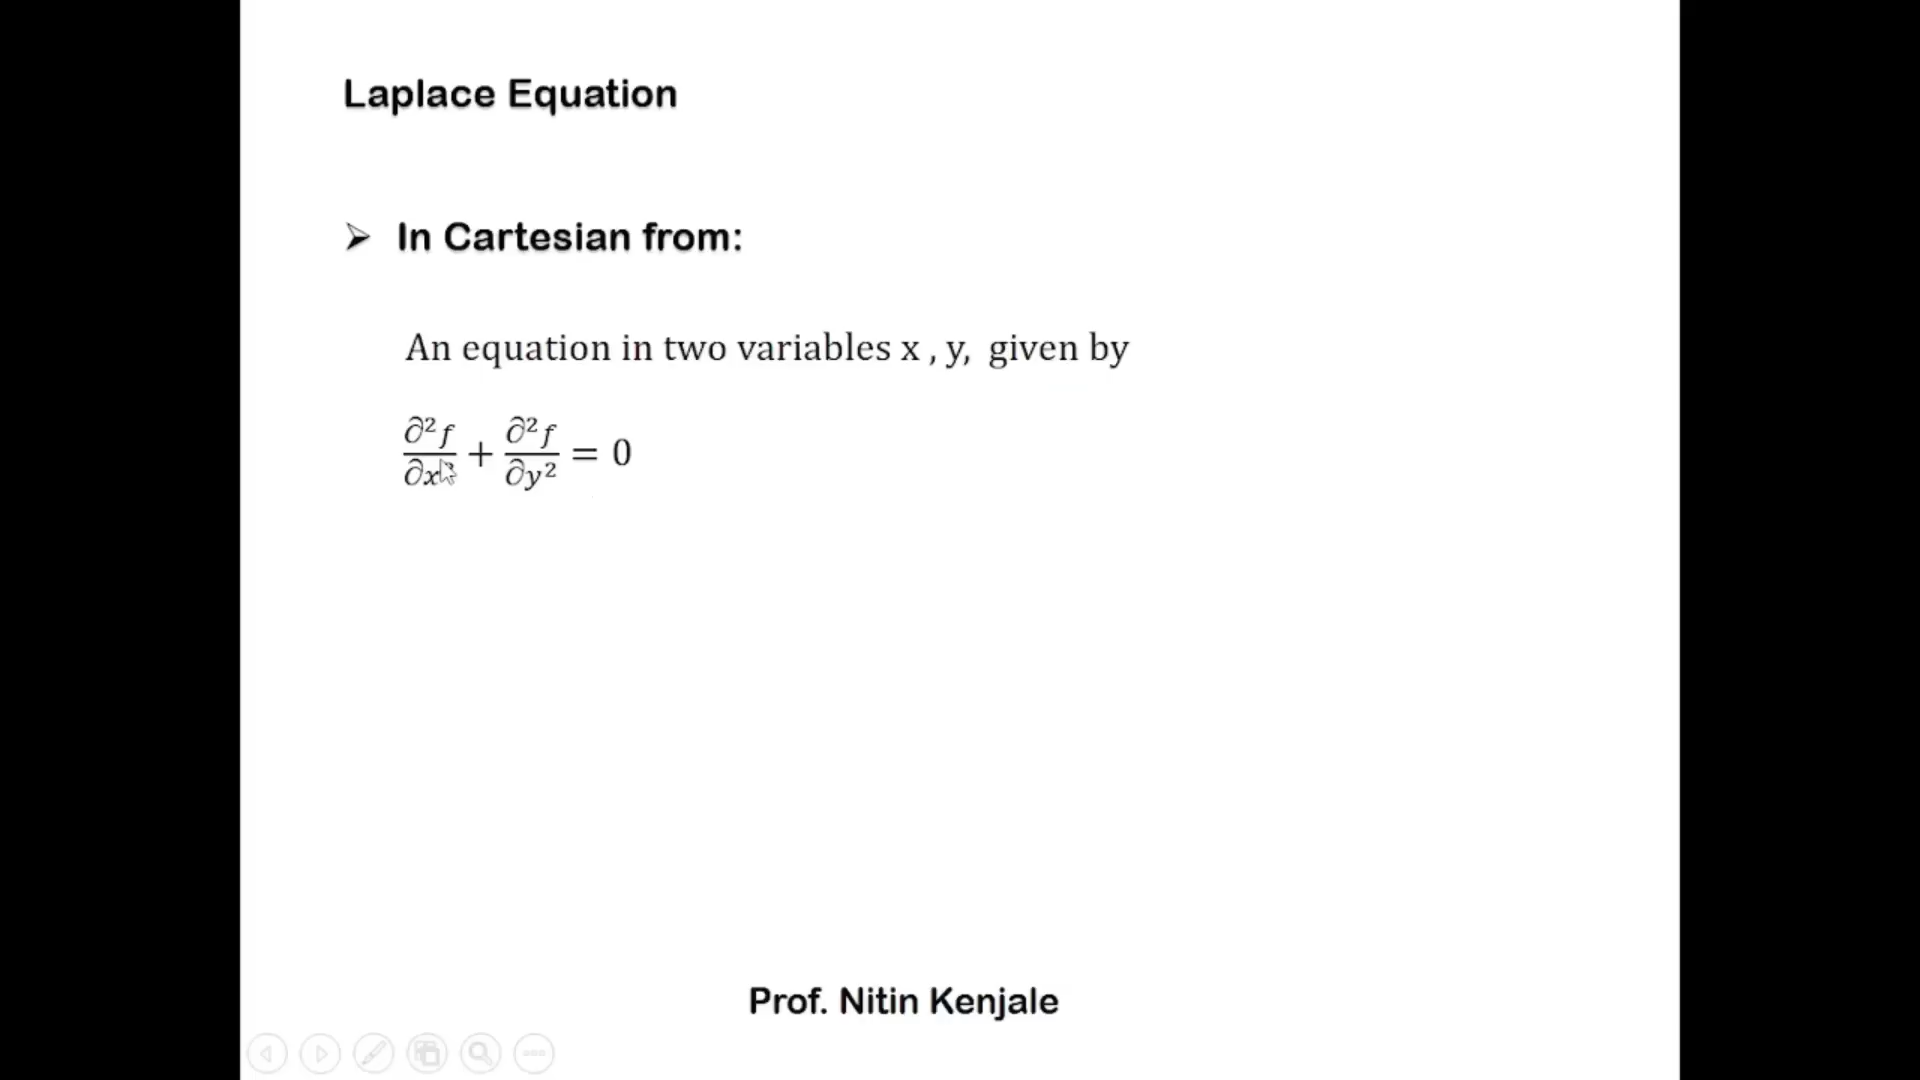 Laplace Equation
➢ In Cartesian from:
An equation in two variables x , y, given by
∂²f/∂x² + ∂²f/∂y² = 0
Prof. Nitin Kenjale